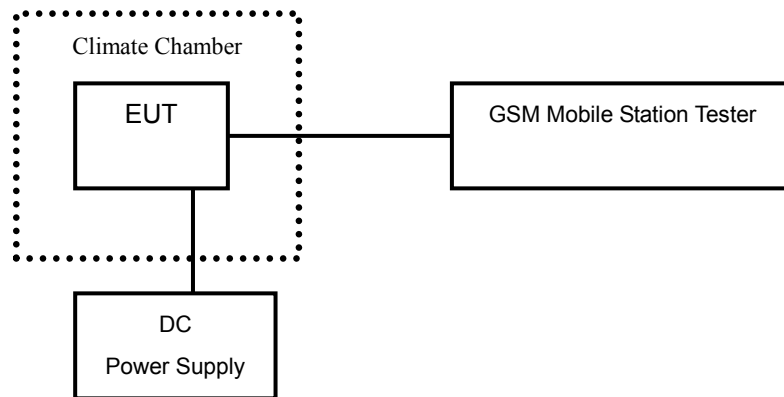 Climate Chamber
EUT
GSM Mobile Station Tester
DC
Power Supply